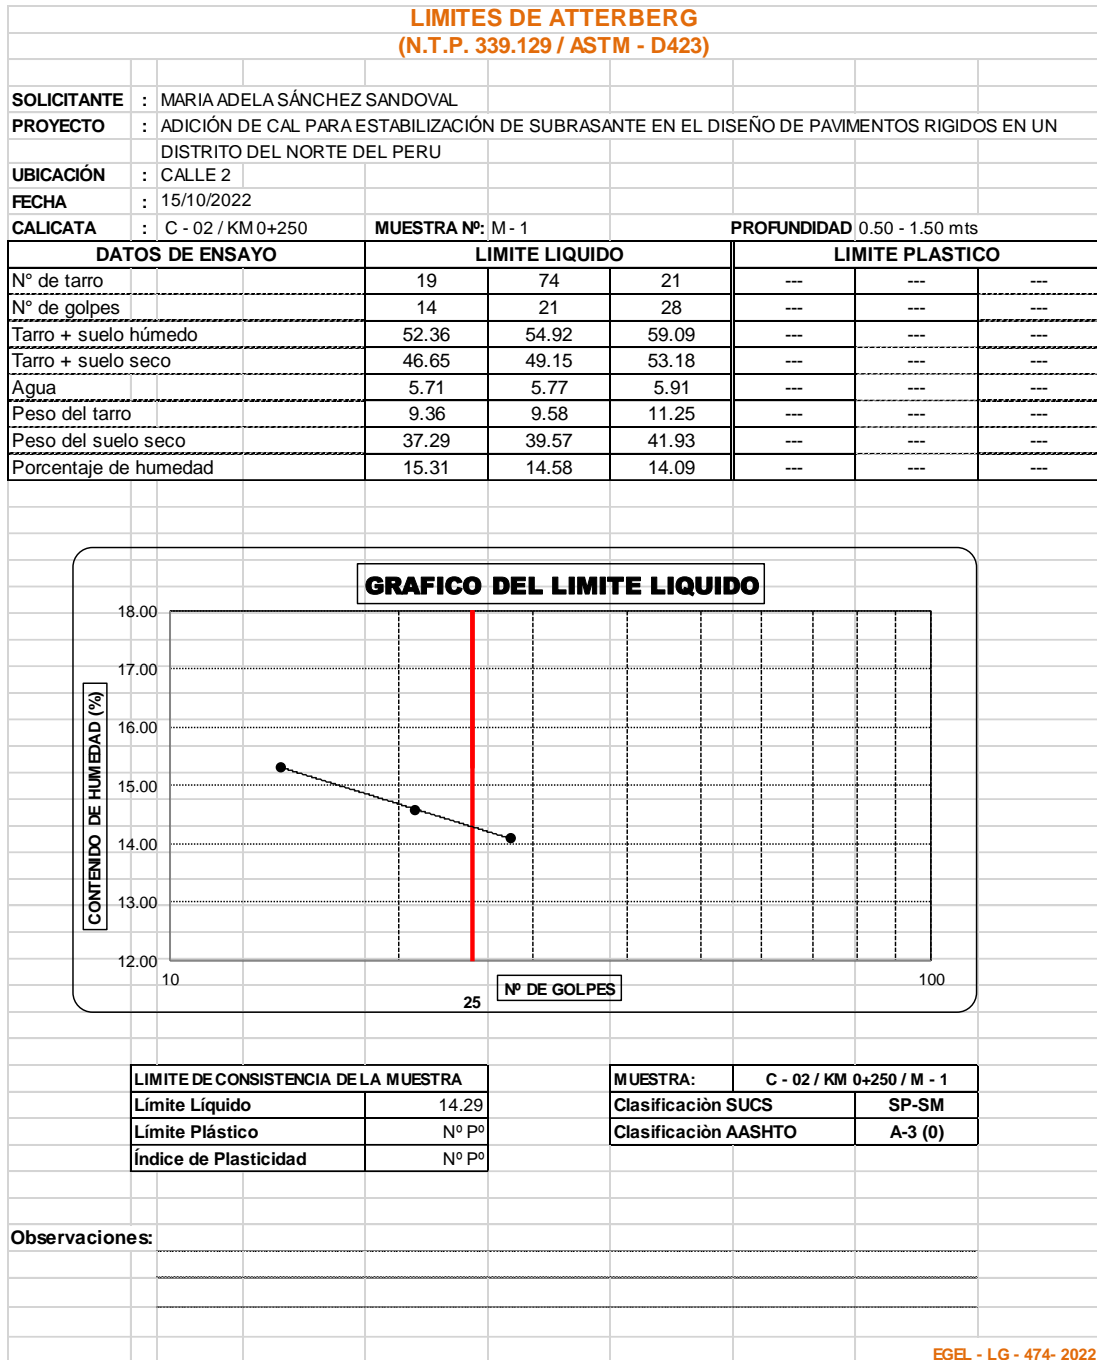 LIMITES DE ATTERBERG
(N.T.P. 339.129 / ASTM - D423)
SOLICITANTE : MARIA ADELA SÁNCHEZ SANDOVAL
PROYECTO : ADICIÓN DE CAL PARA ESTABILIZACIÓN DE SUBRASANTE EN EL DISEÑO DE PAVIMENTOS RIGIDOS EN UN
DISTRITO DEL NORTE DEL PERU
UBICACIÓN : CALLE 2
FECHA : 15/10/2022
CALICATA : C - 02 / KM 0+250 MUESTRA Nº: M - 1 PROFUNDIDAD 0.50 - 1.50 mts
DATOS DE ENSAYO LIMITE LIQUIDO LIMITE PLASTICO
N° de tarro 19 74 21 --- --- ---
N° de golpes 14 21 28 --- --- ---
Tarro + suelo húmedo 52.36 54.92 59.09 --- --- ---
Tarro + suelo seco 46.65 49.15 53.18 --- --- ---
Agua 5.71 5.77 5.91 --- --- ---
Peso del tarro 9.36 9.58 11.25 --- --- ---
Peso del suelo seco 37.29 39.57 41.93 --- --- ---
Porcentaje de humedad 15.31 14.58 14.09 --- --- ---
GRAFICO DEL LIMITE LIQUIDO
18.00
17.00
16.00
15.00
14.00
13.00
12.00
CONTENIDO DE HUMEDAD (%)
10 100
25
Nº DE GOLPES
LIMITE DE CONSISTENCIA DE LA MUESTRA
Límite Líquido 14.29
Límite Plástico Nº Pº
Índice de Plasticidad Nº Pº
MUESTRA: C - 02 / KM 0+250 / M - 1
Clasificaciòn SUCS SP-SM
Clasificaciòn AASHTO A-3 (0)
Observaciones:
EGEL - LG - 474- 2022